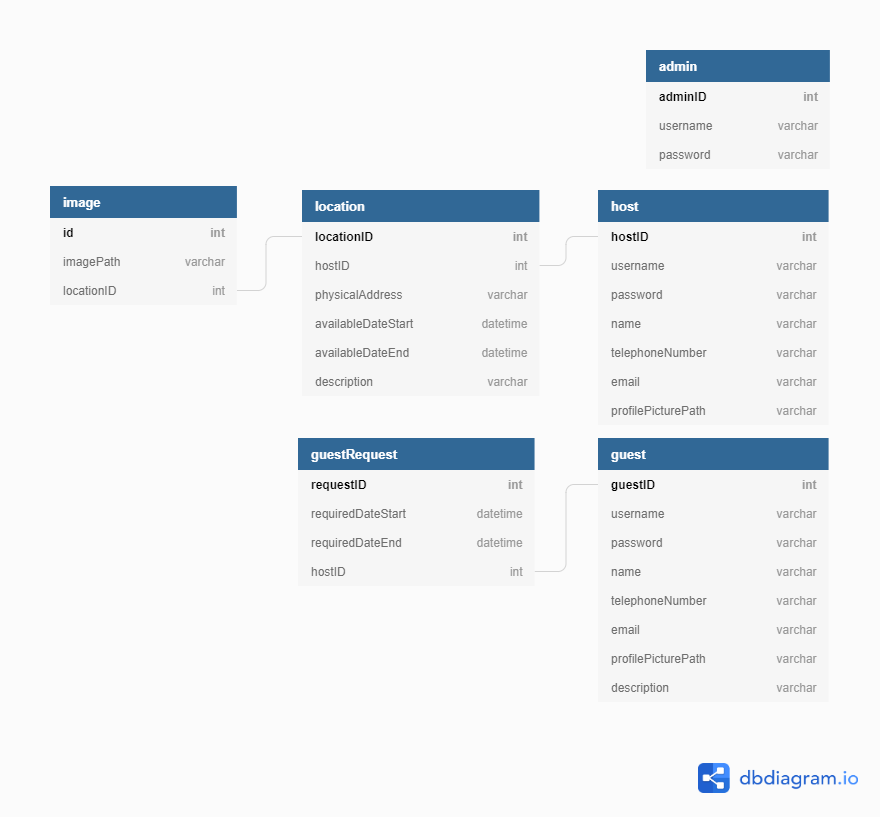 admin
adminID int
username varchar
password varchar
image
id int
imagePath varchar
locationID int
location
locationID int
hostID int
physicalAddress varchar
availableDateStart datetime
availableDateEnd datetime
description varchar
host
hostID int
username varchar
password varchar
name varchar
telephoneNumber varchar
email varchar
profilePicturePath varchar
guestRequest
requestID int
requiredDateStart datetime
requiredDateEnd datetime
hostID int
guest
guestID int
username varchar
password varchar
name varchar
telephoneNumber varchar
email varchar
profilePicturePath varchar
description varchar
dbdiagram.io